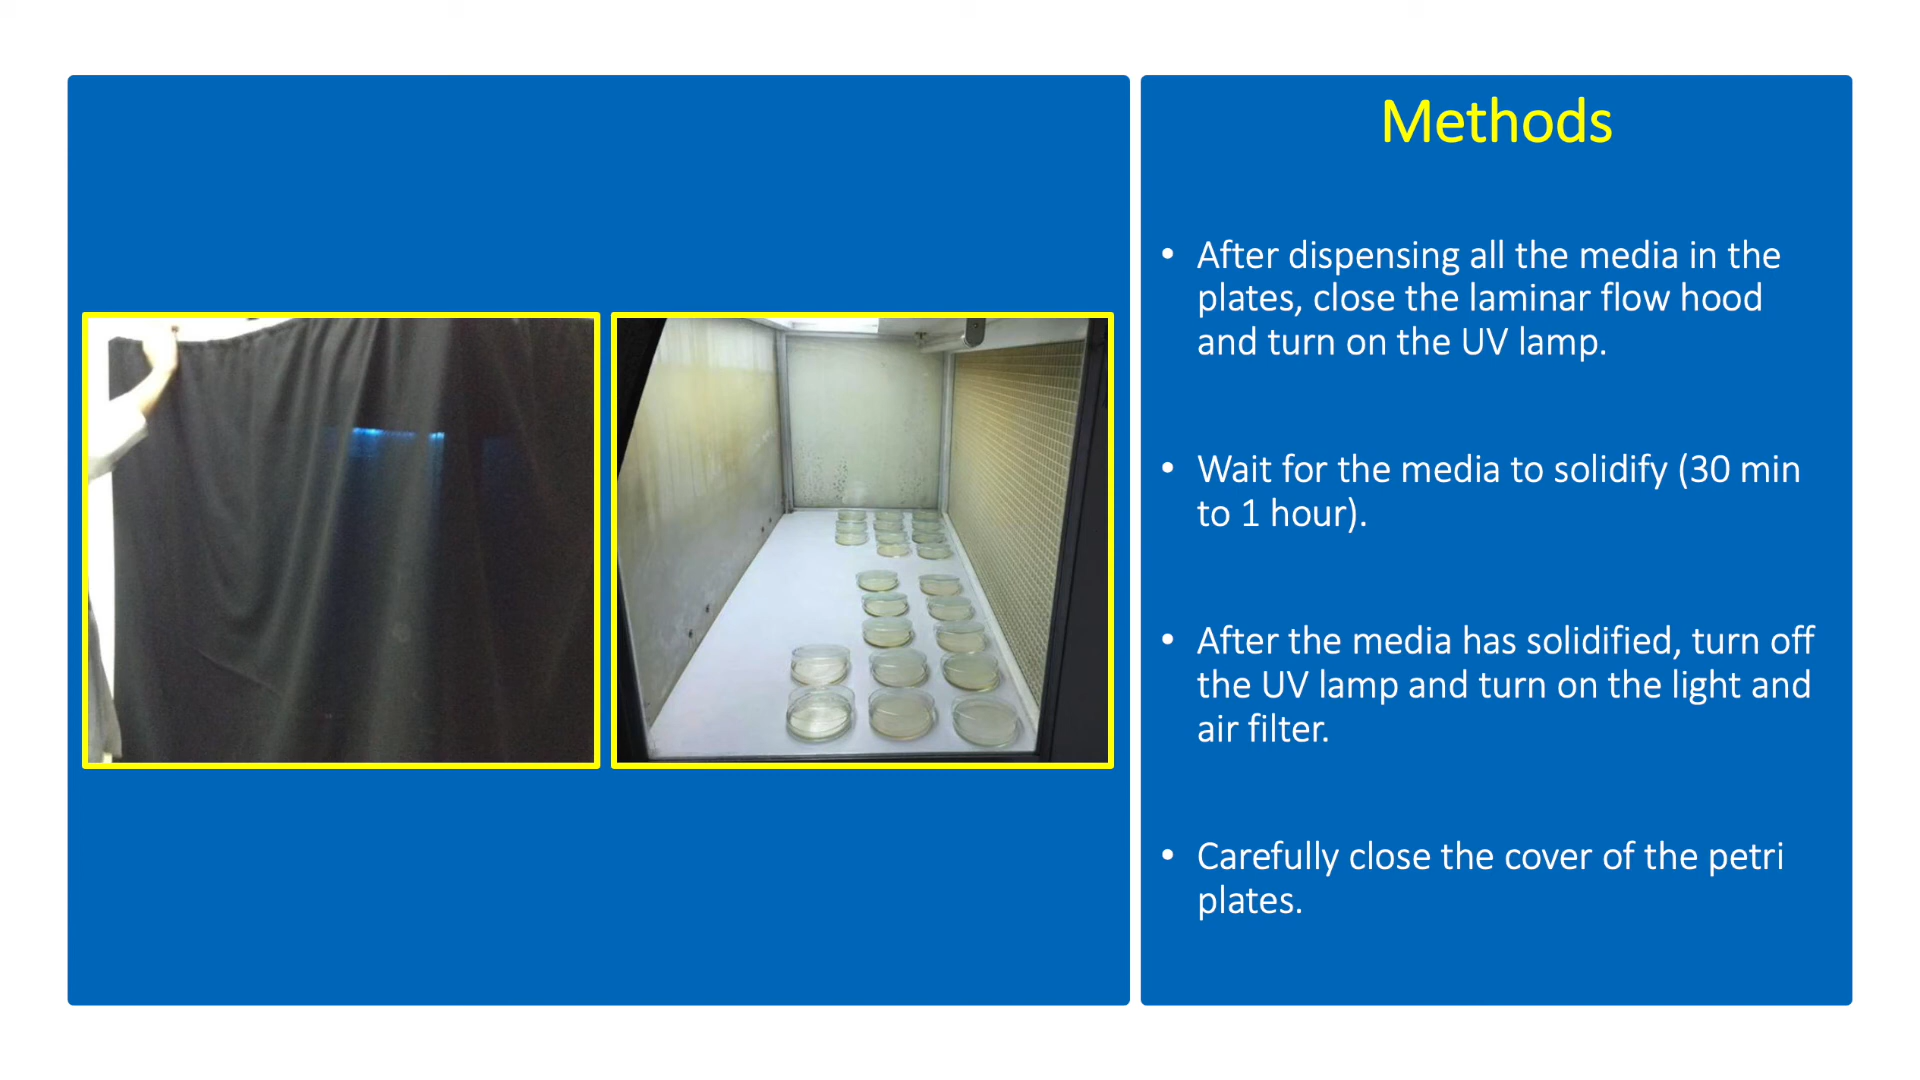 Methods
• After dispensing all the media in the
plates, close the laminar flow hood
and turn on the UV lamp.
• Wait for the media to solidify (30 min
to 1 hour).
• After the media has solidified, turn off
the UV lamp and turn on the light and
air filter.
• Carefully close the cover of the petri
plates.